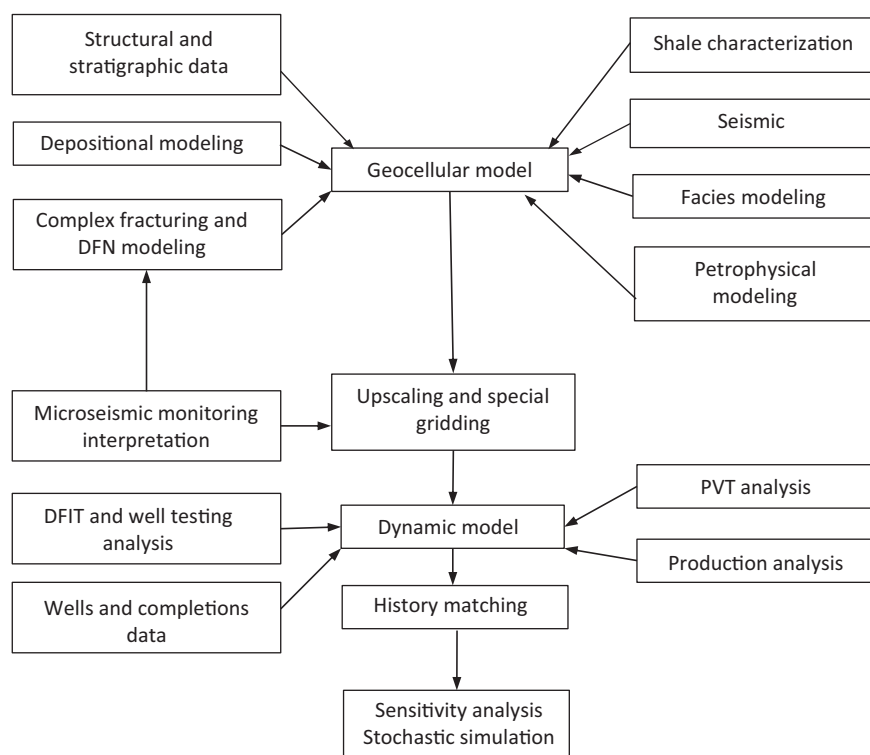 Structural and
stratigraphic data
Shale characterization
Depositional modeling
Seismic
Geocellular model
Complex fracturing and
DFN modeling
Facies modeling
Petrophysical
modeling
Microseismic monitoring
interpretation
Upscaling and special
gridding
PVT analysis
DFIT and well testing
analysis
Dynamic model
Production analysis
Wells and completions
data
History matching
Sensitivity analysis
Stochastic simulation